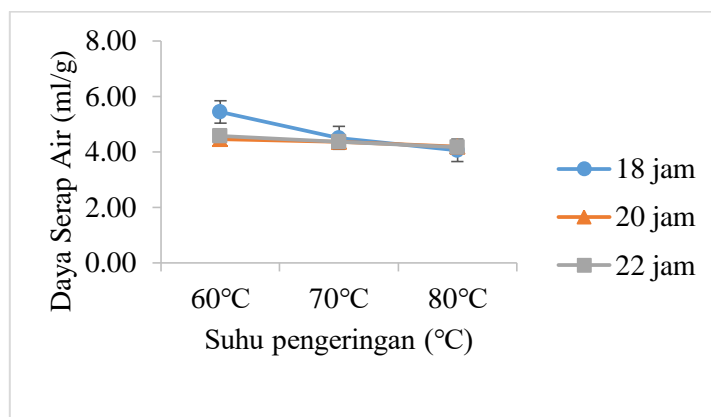 Daya Serap Air (ml/g)
8.00
6.00
4.00
2.00
0.00
60°C 70°C 80°C
Suhu pengeringan (°C)
18 jam
20 jam
22 jam